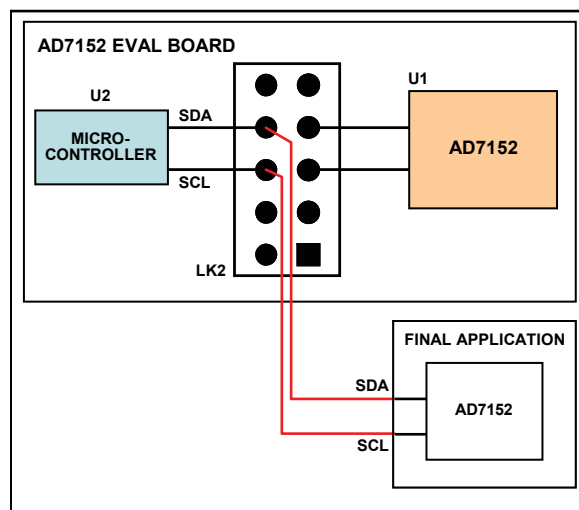 AD7152 EVAL BOARD
U2
MICRO-
CONTROLLER
SDA
SCL
LK2
U1
AD7152
FINAL APPLICATION
SDA
SCL
AD7152